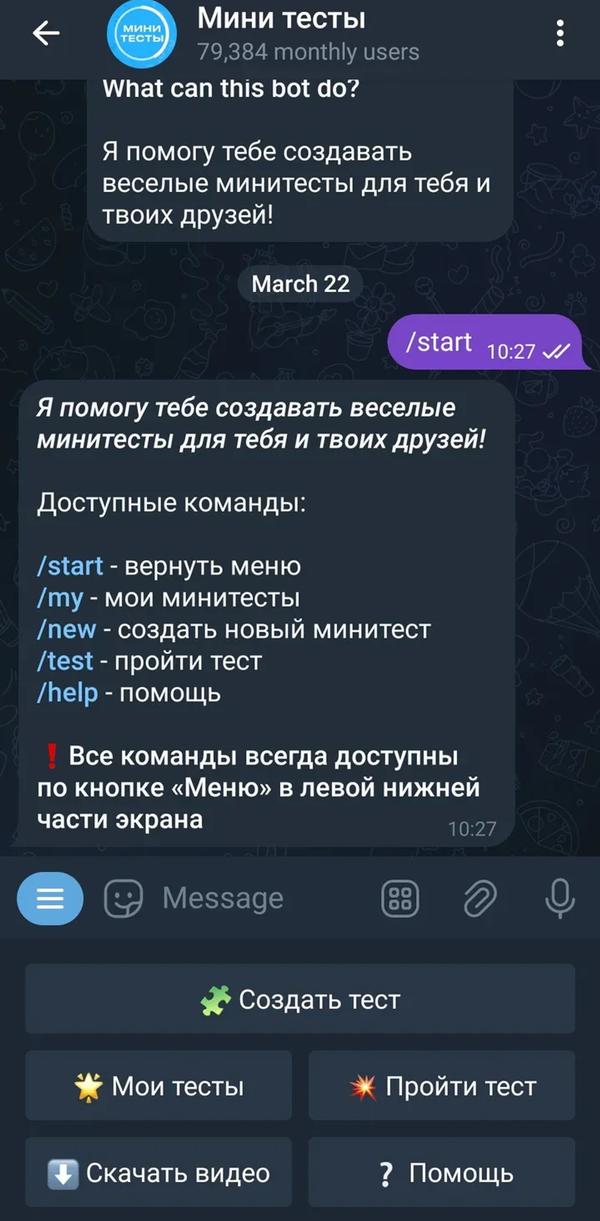 МИНИ
ТЕСТЫ
Мини тесты
79,384 monthly users
What can this bot do?
Я помогу тебе создавать
веселые минитесты для тебя и
твоих друзей!
March 22
/start 10:27
Я помогу тебе создавать веселые
минитесты для тебя и твоих друзей!
Доступные команды:
/start - вернуть меню
/my - мои минитесты
/new - создать новый минитест
/test - пройти тест
/help - помощь
❗ Все команды всегда доступны
по кнопке «Меню» в левой нижней
части экрана
10:27
Message
Создать тест
Мои тесты
Пройти тест
Скачать видео
? Помощь